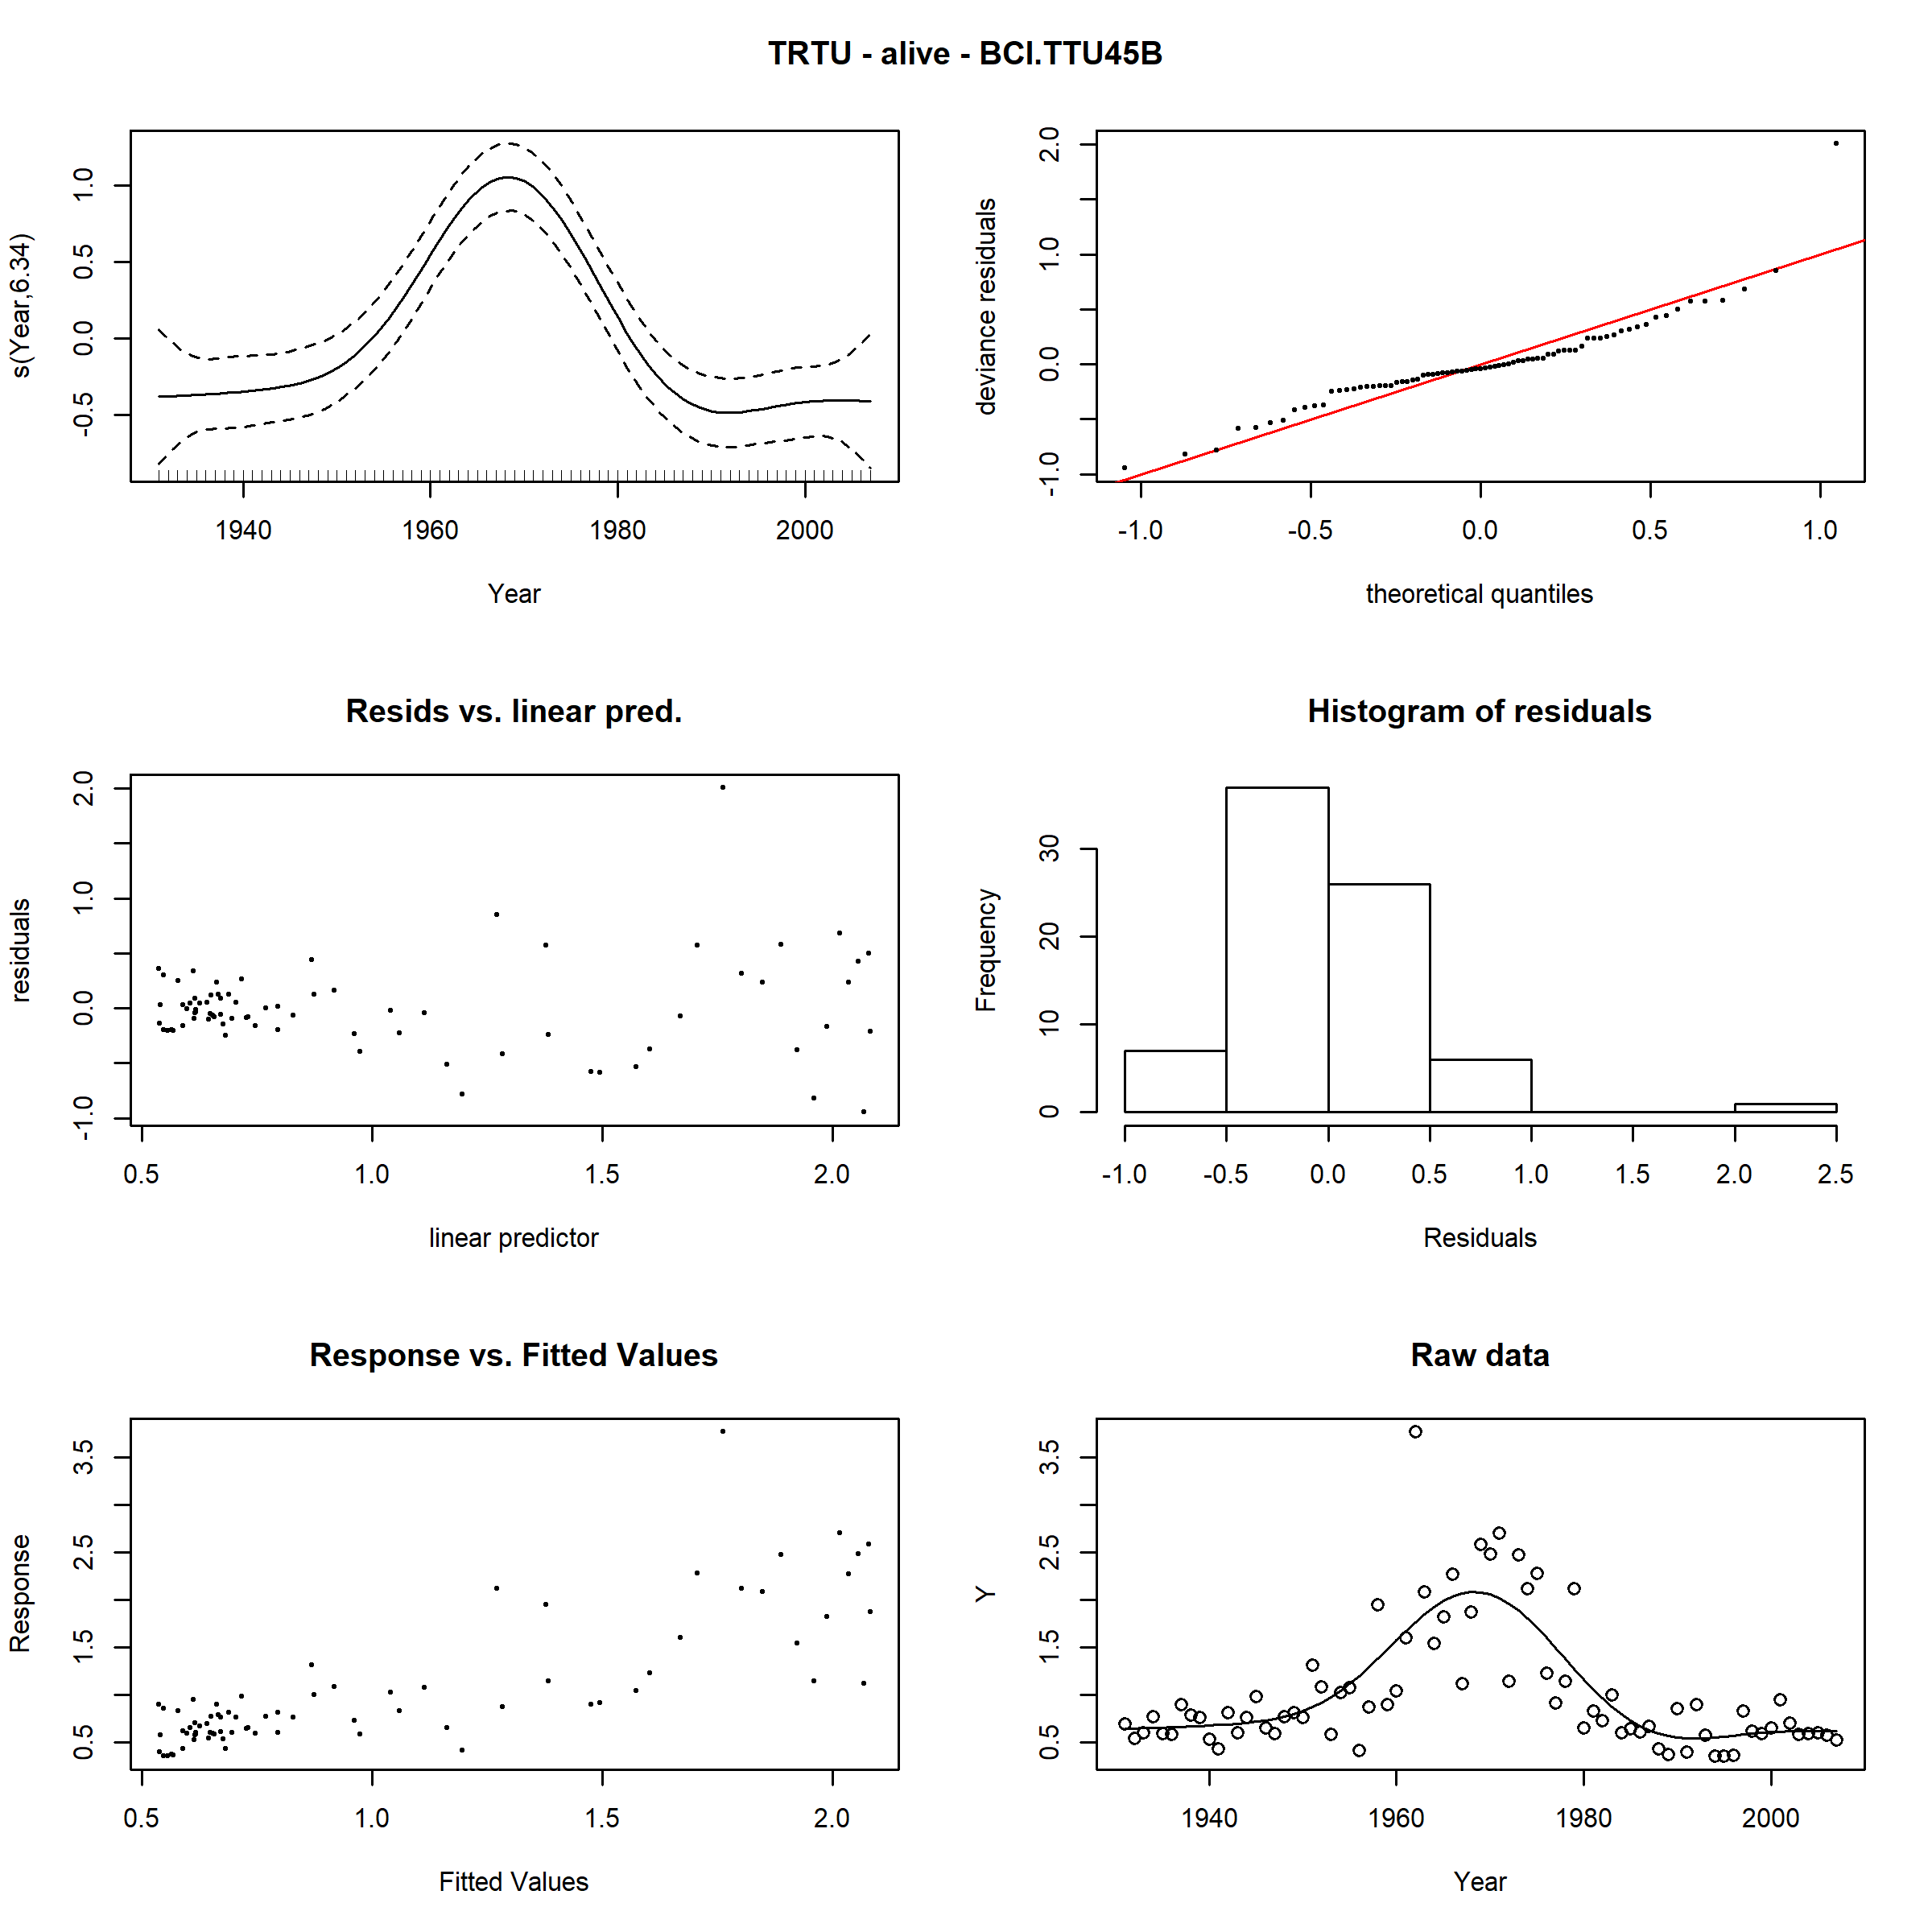 TRTU - alive - BCI.TTU45B
s(Year,6.34)
-0.5 0.0 0.5 1.0
1940 1960 1980 2000
Year
deviance residuals
-1.0 0.0 1.0 2.0
-1.0 -0.5 0.0 0.5 1.0
theoretical quantiles
Resids vs. linear pred.
residuals
-1.0 0.0 1.0 2.0
0.5 1.0 1.5 2.0
linear predictor
Histogram of residuals
Frequency
0 10 20 30
-1.0 -0.5 0.0 0.5 1.0 1.5 2.0 2.5
Residuals
Response vs. Fitted Values
Response
0.5 1.5 2.5 3.5
0.5 1.0 1.5 2.0
Fitted Values
Raw data
Y
0.5 1.5 2.5 3.5
1940 1960 1980 2000
Year